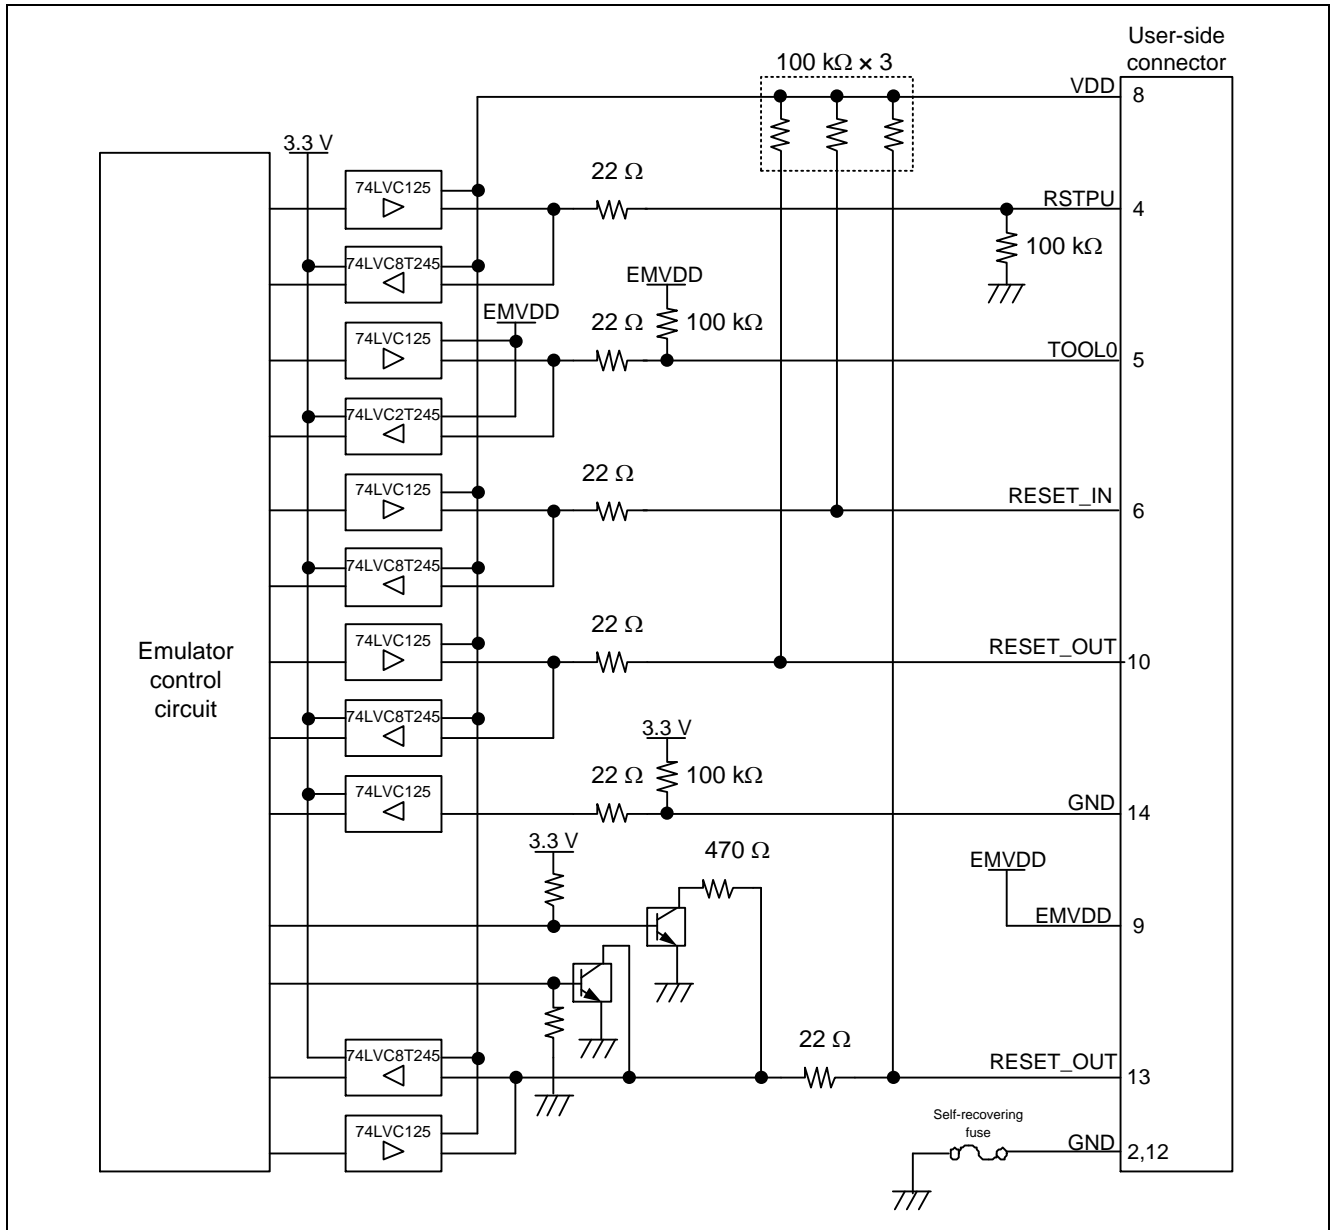 User-side
connector
100 kΩ × 3
VDD
8
3.3 V
74LVC125
22 Ω
RSTPU
4
100 kΩ
74LVC8T245
EMVDD
EMVDD
74LVC125
22 Ω
100 kΩ
TOOL0
5
74LVC2T245
74LVC125
22 Ω
RESET_IN
6
74LVC8T245
Emulator
control
circuit
74LVC125
22 Ω
RESET_OUT
10
74LVC8T245
3.3 V
74LVC125
22 Ω
100 kΩ
GND
14
3.3 V
470 Ω
EMVDD
EMVDD
9
74LVC8T245
22 Ω
RESET_OUT
13
74LVC125
Self-recovering
fuse
GND
2,12